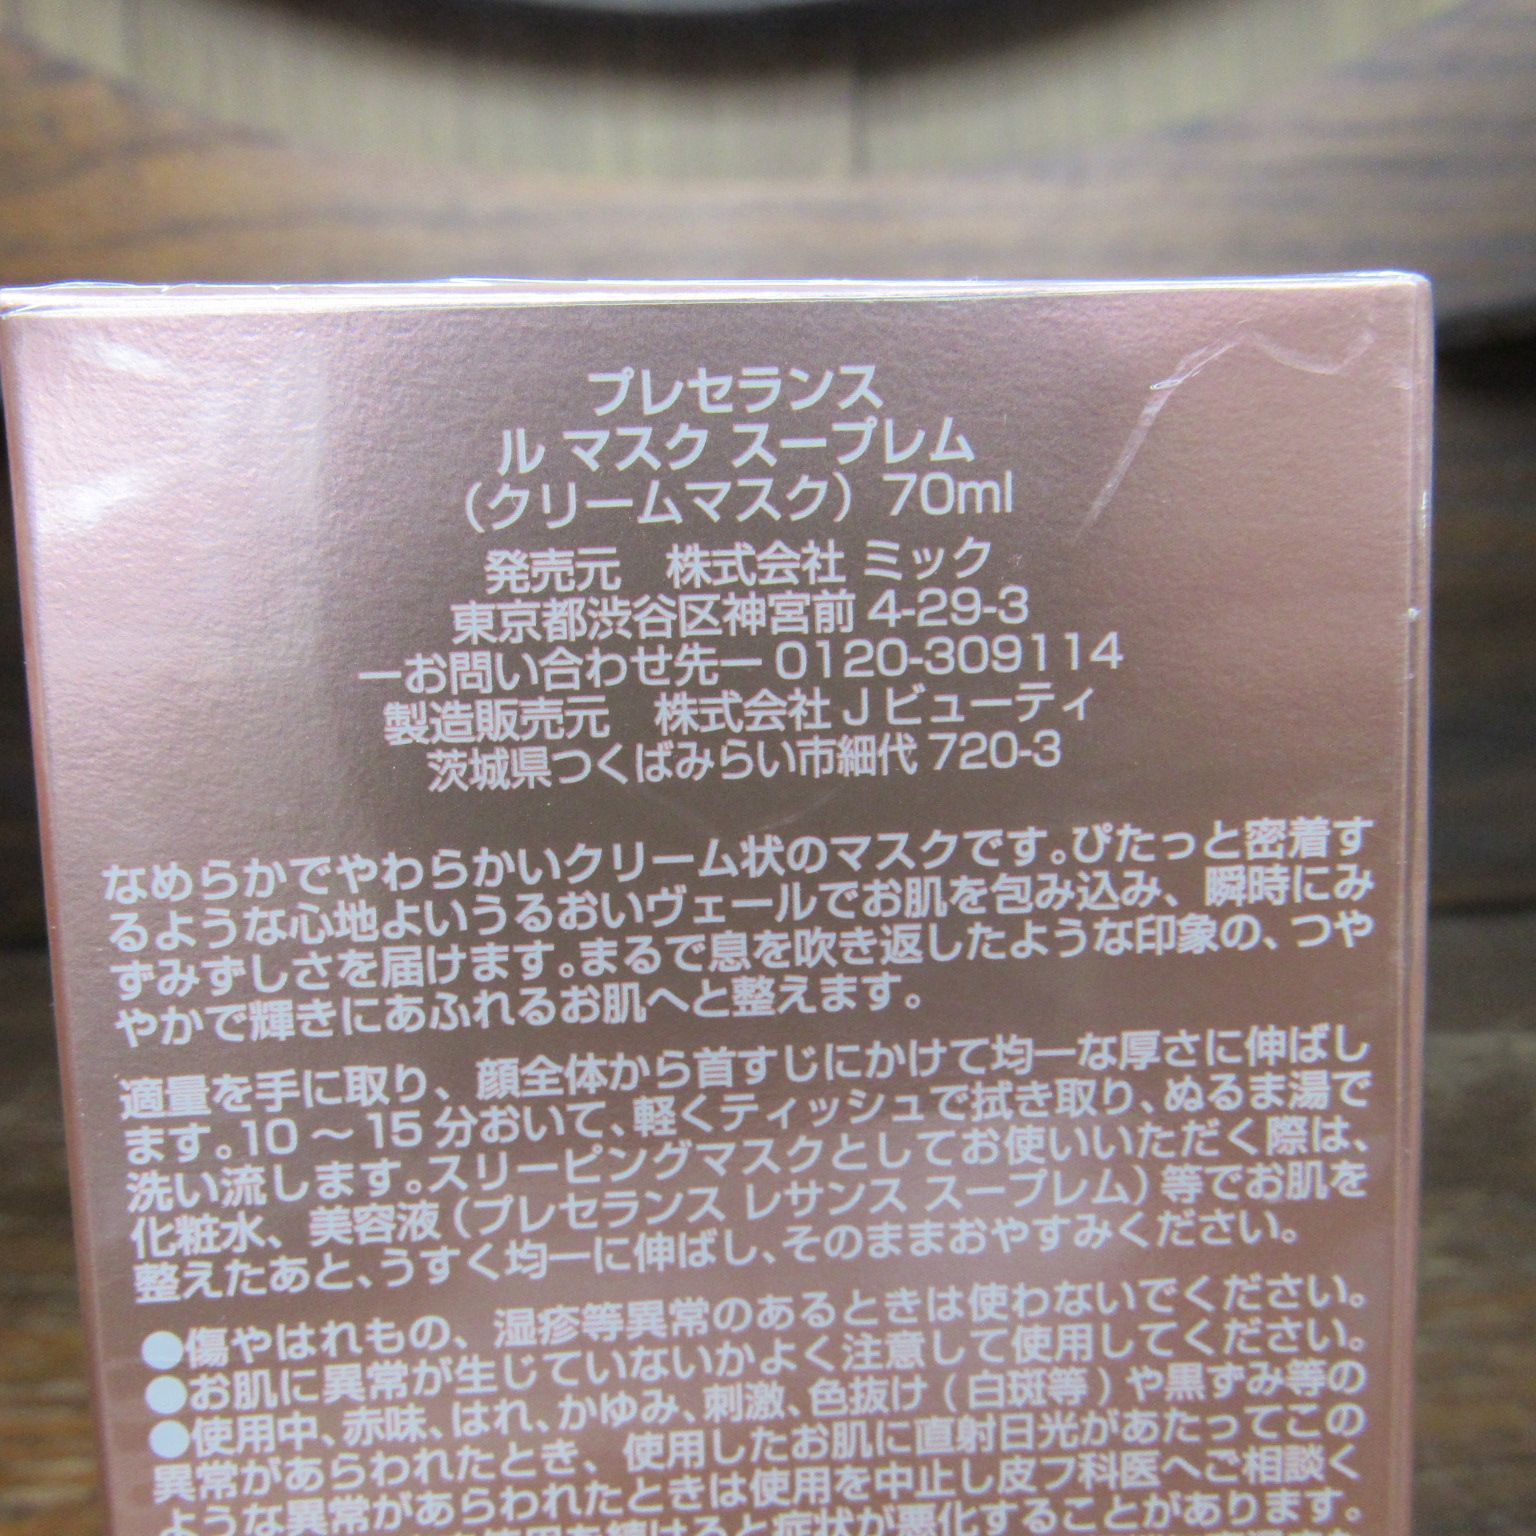 プレセランス
ル マスク スープレム
（クリームマスク）70ml
発売元　株式会社 ミック
東京都渋谷区神宮前 4-29-3
ーお問い合わせ先ー 0120-309114
製造販売元　株式会社 J ビューティ
茨城県つくばみらい市細代 720-3
なめらかでやわらかいクリーム状のマスクです。ぴたっと密着す
るような心地よいうるおいヴェールでお肌を包み込み、瞬時にみ
ずみずしさを届けます。まるで息を吹き返したような印象の、つや
やかで輝きにあふれるお肌へと整えます。
適量を手に取り、顔全体から首すじにかけて均一な厚さに伸ばし
ます。10 ～ 15 分おいて、軽くティッシュで拭き取り、ぬるま湯で
洗い流します。スリーピングマスクとしてお使いいただく際は、
化粧水、美容液（プレセランス レサンス スープレム）等でお肌を
整えたあと、うすく均一に伸ばし、そのままおやすみください。
●傷やはれもの、湿疹等異常のあるときは使わないでください。
●お肌に異常が生じていないかよく注意して使用してください。
●使用中、赤味、はれ、かゆみ、刺激、色抜け（白斑等）や黒ずみ等の
異常があらわれたとき、使用したお肌に直射日光があたってこの
ような異常があらわれたときは使用を中止し皮フ科医へご相談く
使用を続けると症状が悪化することがあります。